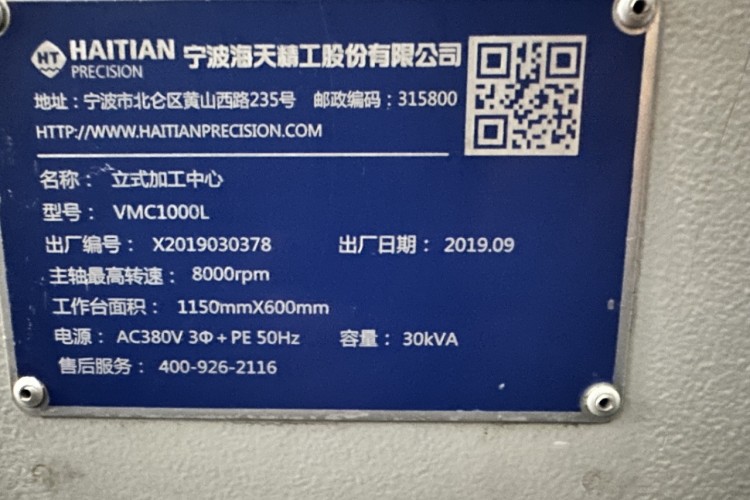 HT HAITIAN PRECISION 宁波海天精工股份有限公司
地址：宁波市北仑区黄山西路235号 邮政编码：315800
HTTP://WWW.HAITIANPRECISION.COM
名称： 立式加工中心
型号： VMC1000L
出厂编号： X2019030378 出厂日期： 2019.09
主轴最高转速： 8000rpm
工作台面积： 1150mmX600mm
电源： AC380V 3Φ+PE 50Hz 容量： 30kVA
售后服务： 400-926-2116